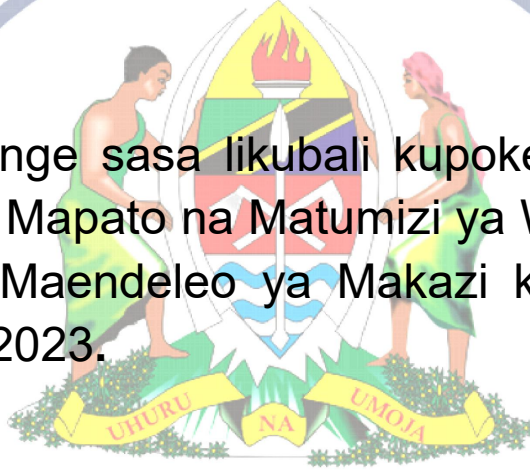 nge sasa likubali kupoke
Mapato na Matumizi ya W
Maendeleo ya Makazi k
2023.
UHURU NA UMOJA